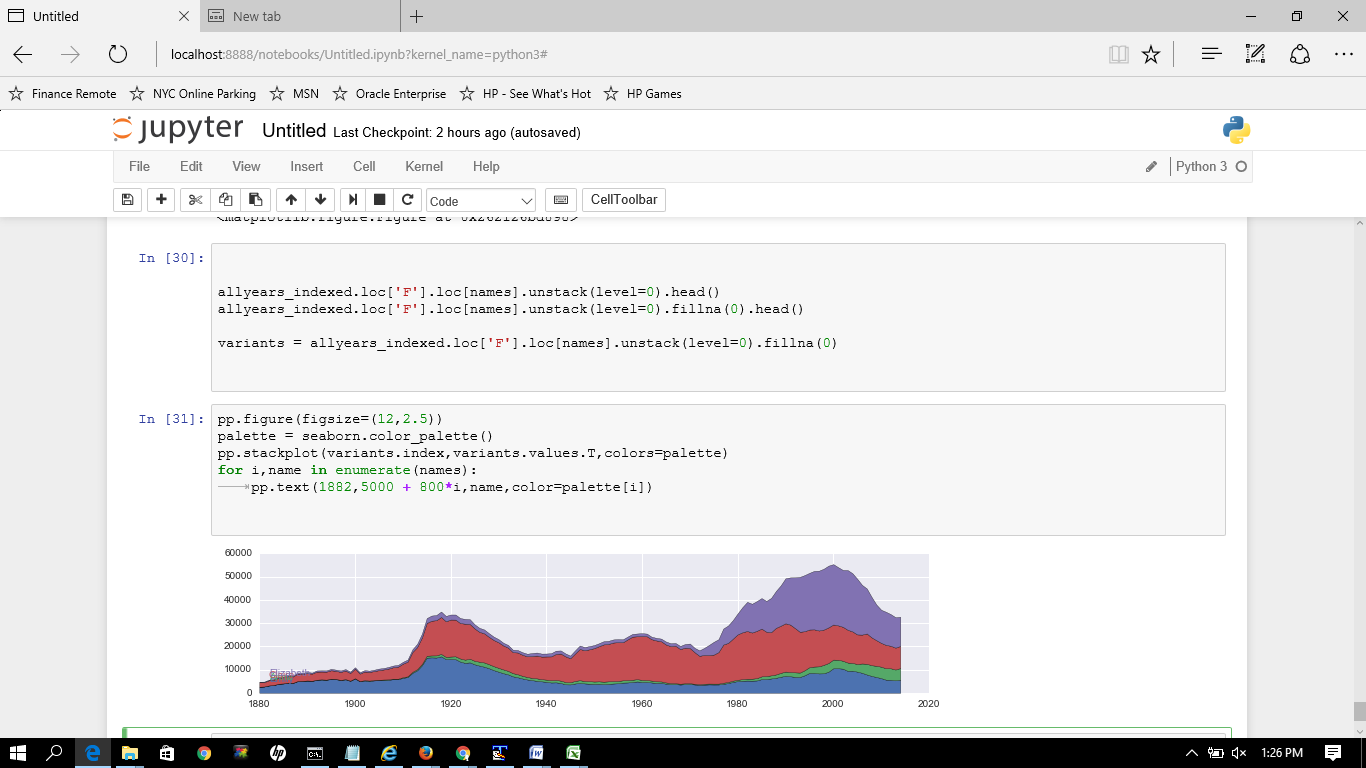 Untitled
New tab
localhost:8888/notebooks/Untitled.ipynb?kernel_name=python3#
Finance Remote NYC Online Parking MSN Oracle Enterprise HP - See What's Hot HP Games
jupyter Untitled Last Checkpoint: 2 hours ago (autosaved)
File Edit View Insert Cell Kernel Help Python 3
Code CellToolbar
In [30]:
allyears_indexed.loc['F'].loc[names].unstack(level=0).head()
allyears_indexed.loc['F'].loc[names].unstack(level=0).fillna(0).head()
variants = allyears_indexed.loc['F'].loc[names].unstack(level=0).fillna(0)
In [31]:
pp.figure(figsize=(12,2.5))
palette = seaborn.color_palette()
pp.stackplot(variants.index,variants.values.T,colors=palette)
for i,name in enumerate(names):
pp.text(1882,5000 + 800*i,name,color=palette[i])
60000
50000
40000
30000
20000
10000
0
1880 1900 1920 1940 1960 1980 2000 2020
1:26 PM